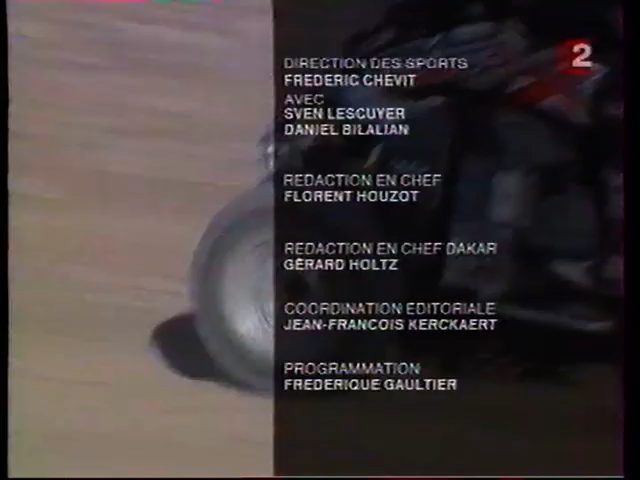 2
DIRECTION DES SPORTS
FREDERIC CHEVIT
AVEC
SVEN LESCUYER
DANIEL BILALIAN
REDACTION EN CHEF
FLORENT HOUZOT
REDACTION EN CHEF DAKAR
GÉRARD HOLTZ
COORDINATION EDITORIALE
JEAN-FRANCOIS KERCKAERT
PROGRAMMATION
FREDERIQUE GAULTIER